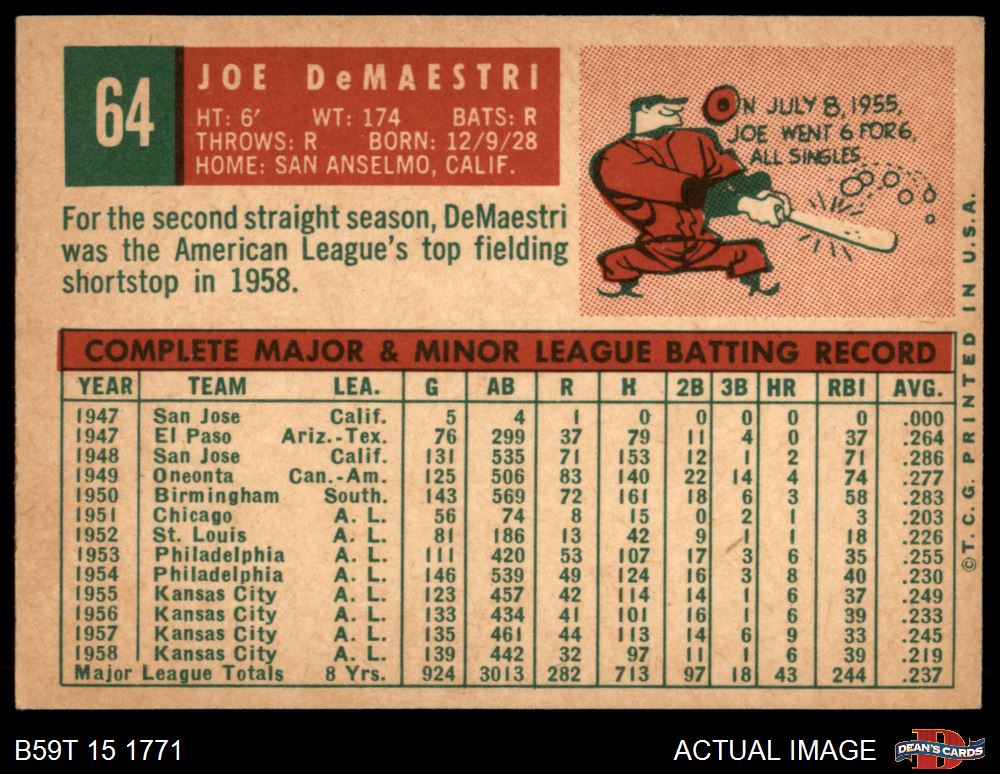 64
JOE DeMAESTRI
HT: 6' WT: 174 BATS: R
THROWS: R BORN: 12/9/28
HOME: SAN ANSELMO, CALIF.
ON JULY 8, 1955,
JOE WENT 6 FOR 6,
ALL SINGLES
For the second straight season, DeMaestri
was the American League's top fielding
shortstop in 1958.
COMPLETE MAJOR & MINOR LEAGUE BATTING RECORD
YEAR TEAM LEA. G AB R H 2B 3B HR RBI AVG.
1947 San Jose Calif. 5 4 1 0 0 0 0 0 .000
1947 El Paso Ariz.-Tex. 76 299 37 79 11 4 0 37 .264
1948 San Jose Calif. 131 535 71 153 12 1 2 71 .286
1949 Oneonta Can.-Am. 125 506 83 140 22 14 4 74 .277
1950 Birmingham South. 143 569 72 161 18 6 3 58 .283
1951 Chicago A. L. 56 74 8 15 0 2 1 3 .203
1952 St. Louis A. L. 81 186 13 42 9 1 1 18 .226
1953 Philadelphia A. L. 111 420 53 107 17 3 6 35 .255
1954 Philadelphia A. L. 146 539 49 124 16 3 8 40 .230
1955 Kansas City A. L. 123 457 42 114 14 1 6 37 .249
1956 Kansas City A. L. 133 434 41 101 16 1 6 39 .233
1957 Kansas City A. L. 135 461 44 113 14 6 9 33 .245
1958 Kansas City A. L. 139 442 32 97 11 1 6 39 .219
Major League Totals 8 Yrs. 924 3013 282 713 97 18 43 244 .237
© T. C. G. PRINTED IN U. S. A.
B59T 15 1771
ACTUAL IMAGE
DEAN'S CARDS